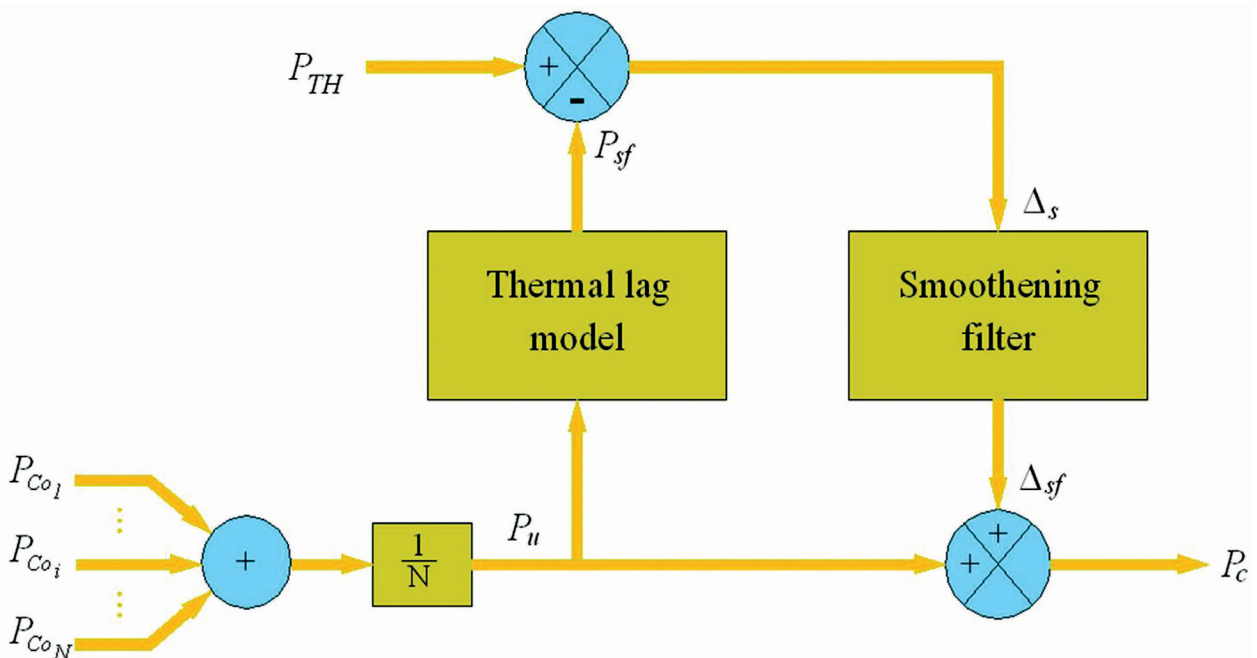 P_TH
+
-
P_sf
Δ_s
Thermal lag
model
Smoothening
filter
P_Co_1
P_Co_i
P_Co_N
+
1
N
P_u
Δ_sf
+
+
P_c